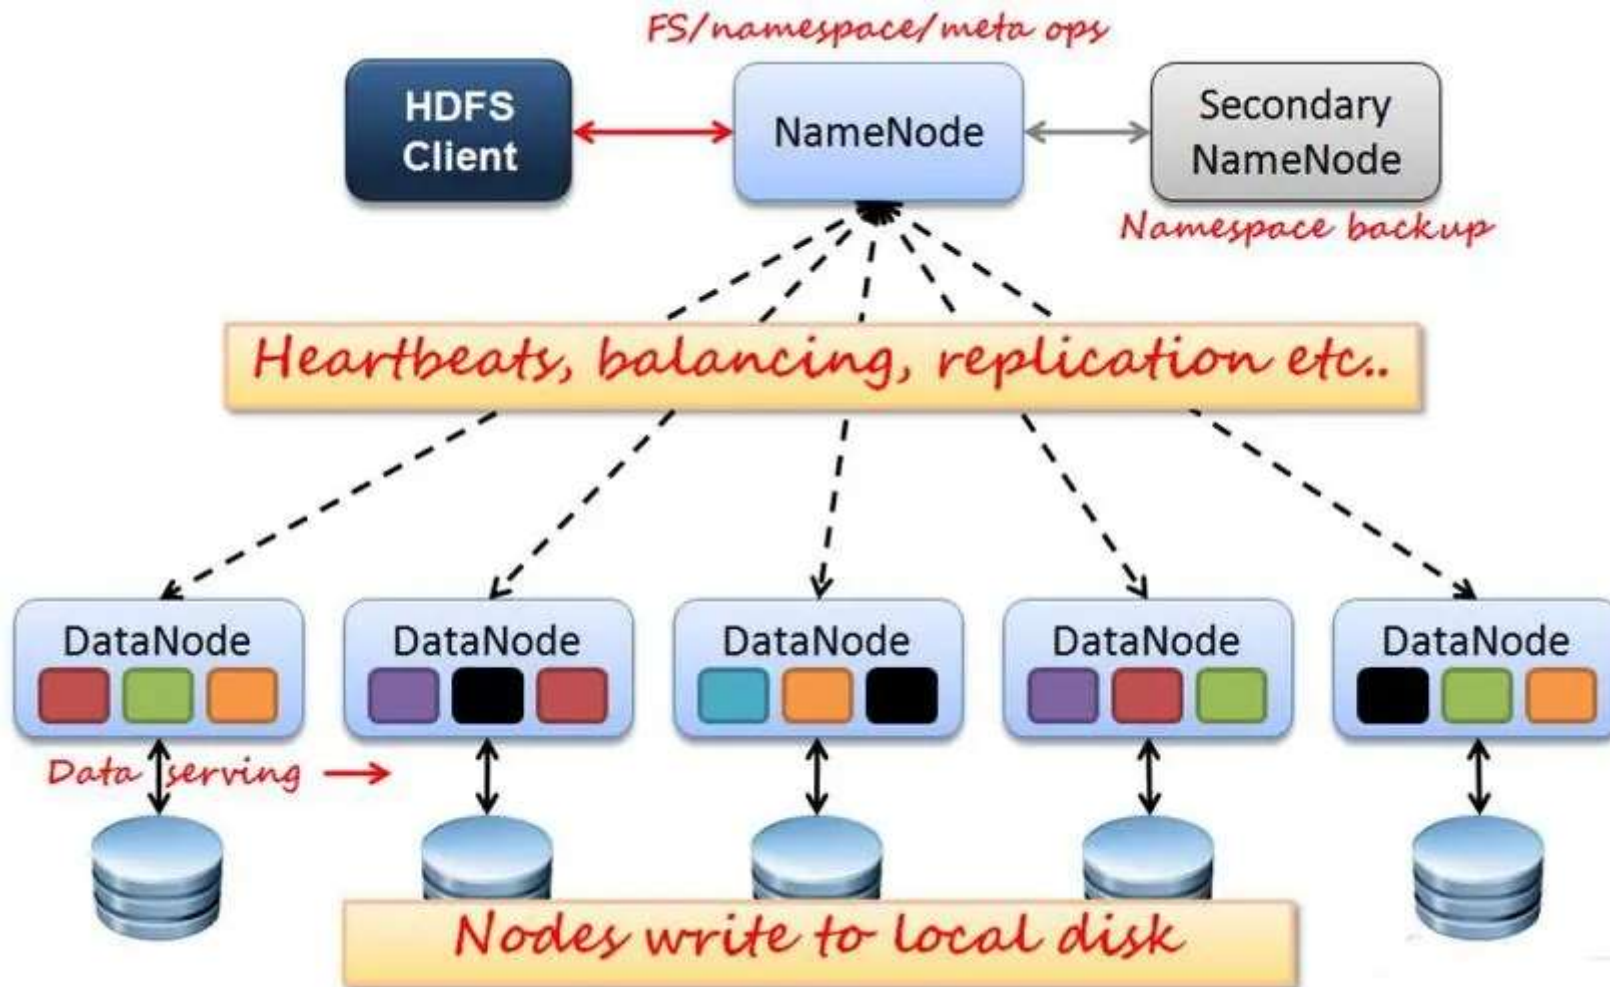 FS/namespace/meta ops
HDFS
Client
NameNode
Secondary
NameNode
Namespace backup
Heartbeats, balancing, replication etc..
DataNode
DataNode
DataNode
DataNode
DataNode
Data serving
Nodes write to local disk